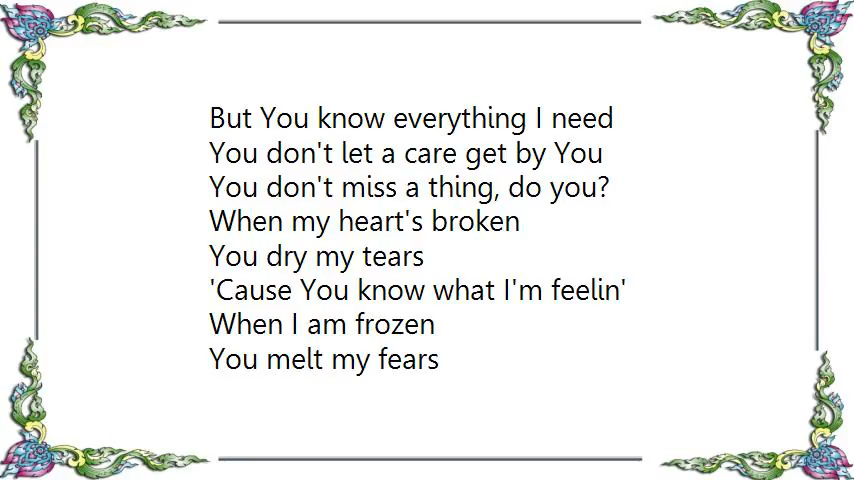 But You know everything I need
You don't let a care get by You
You don't miss a thing, do you?
When my heart's broken
You dry my tears
'Cause You know what I'm feelin'
When I am frozen
You melt my fears